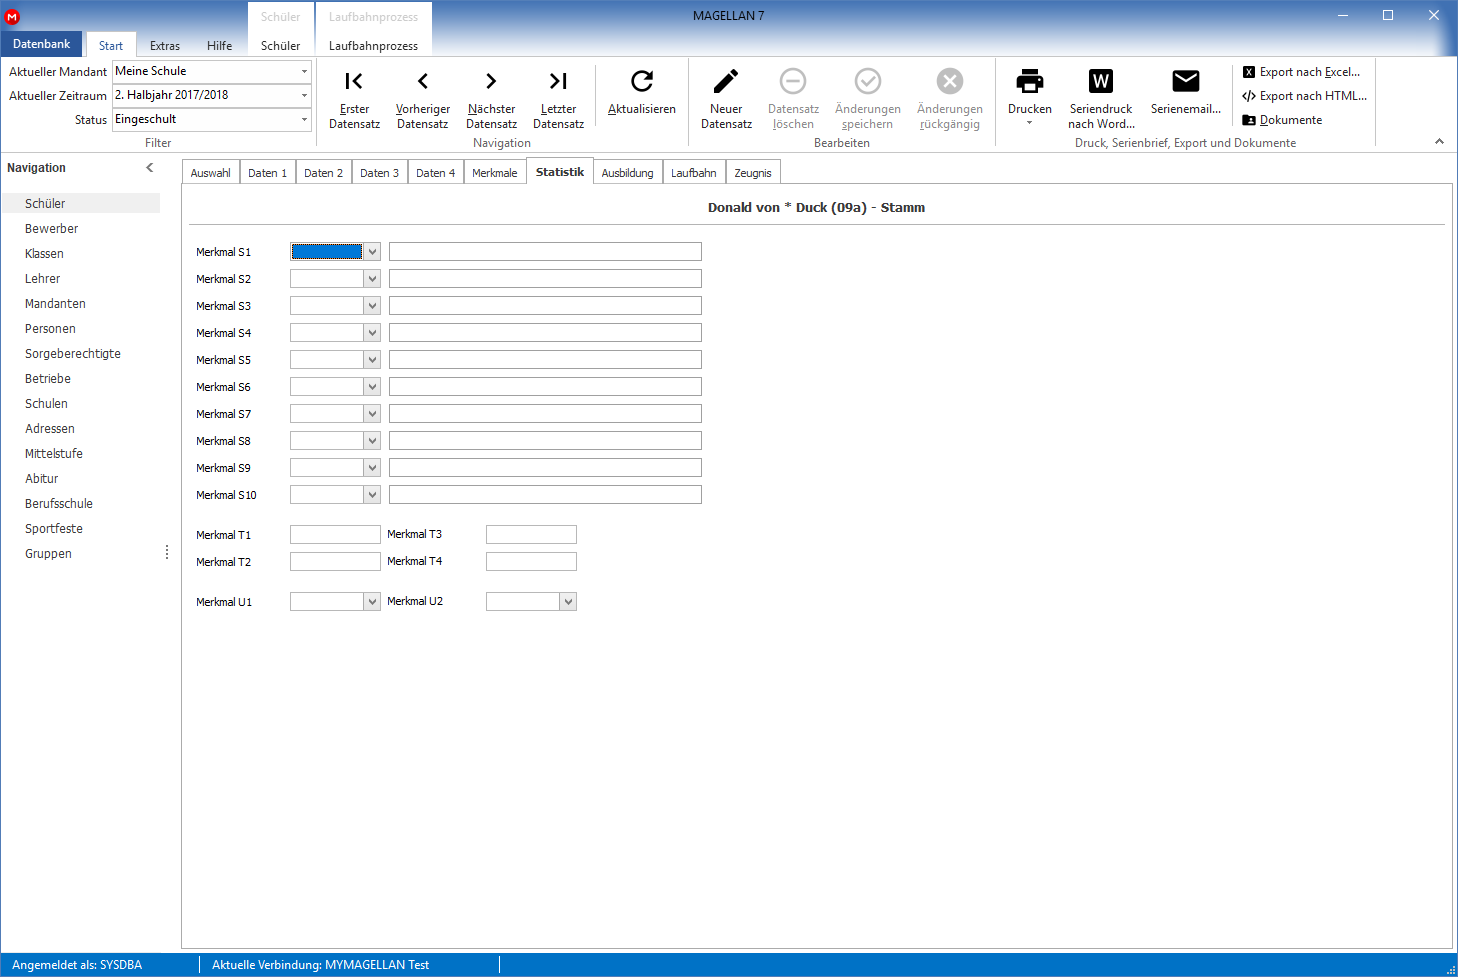 MAGELLAN 7
Schüler
Laufbahnprozess
Datenbank
Start
Extras
Hilfe
Schüler
Laufbahnprozess
Aktueller Mandant
Meine Schule
Aktueller Zeitraum
2. Halbjahr 2017/2018
Status
Eingeschult
Filter
Erster
Datensatz
Vorheriger
Datensatz
Nächster
Datensatz
Letzter
Datensatz
Aktualisieren
Navigation
Neuer
Datensatz
Datensatz
löschen
Änderungen
speichern
Änderungen
rückgängig
Bearbeiten
Drucken
Seriendruck
nach Word...
Serienemail...
Export nach Excel...
Export nach HTML...
Dokumente
Druck, Serienbrief, Export und Dokumente
Navigation
Schüler
Bewerber
Klassen
Lehrer
Mandanten
Personen
Sorgeberechtigte
Betriebe
Schulen
Adressen
Mittelstufe
Abitur
Berufsschule
Sportfeste
Gruppen
Auswahl
Daten 1
Daten 2
Daten 3
Daten 4
Merkmale
Statistik
Ausbildung
Laufbahn
Zeugnis
Donald von * Duck (09a) - Stamm
Merkmal S1
Merkmal S2
Merkmal S3
Merkmal S4
Merkmal S5
Merkmal S6
Merkmal S7
Merkmal S8
Merkmal S9
Merkmal S10
Merkmal T1
Merkmal T3
Merkmal T2
Merkmal T4
Merkmal U1
Merkmal U2
Angemeldet als: SYSDBA
Aktuelle Verbindung: MYMAGELLAN Test